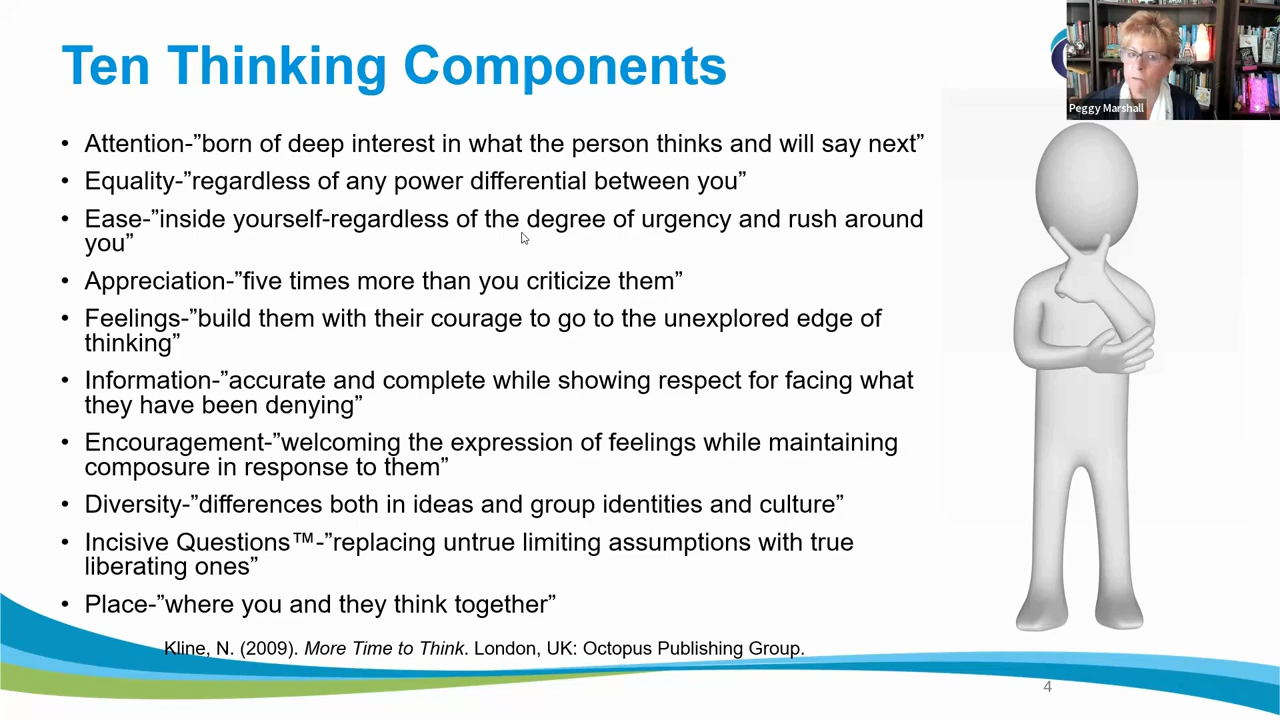 Ten Thinking Components
Peggy Marshall
• Attention-”born of deep interest in what the person thinks and will say next”
• Equality-”regardless of any power differential between you”
• Ease-”inside yourself-regardless of the degree of urgency and rush around
you”
• Appreciation-”five times more than you criticize them”
• Feelings-”build them with their courage to go to the unexplored edge of
thinking”
• Information-”accurate and complete while showing respect for facing what
they have been denying”
• Encouragement-”welcoming the expression of feelings while maintaining
composure in response to them”
• Diversity-”differences both in ideas and group identities and culture”
• Incisive Questions™-”replacing untrue limiting assumptions with true
liberating ones”
• Place-”where you and they think together”
Kline, N. (2009). More Time to Think. London, UK: Octopus Publishing Group.
4